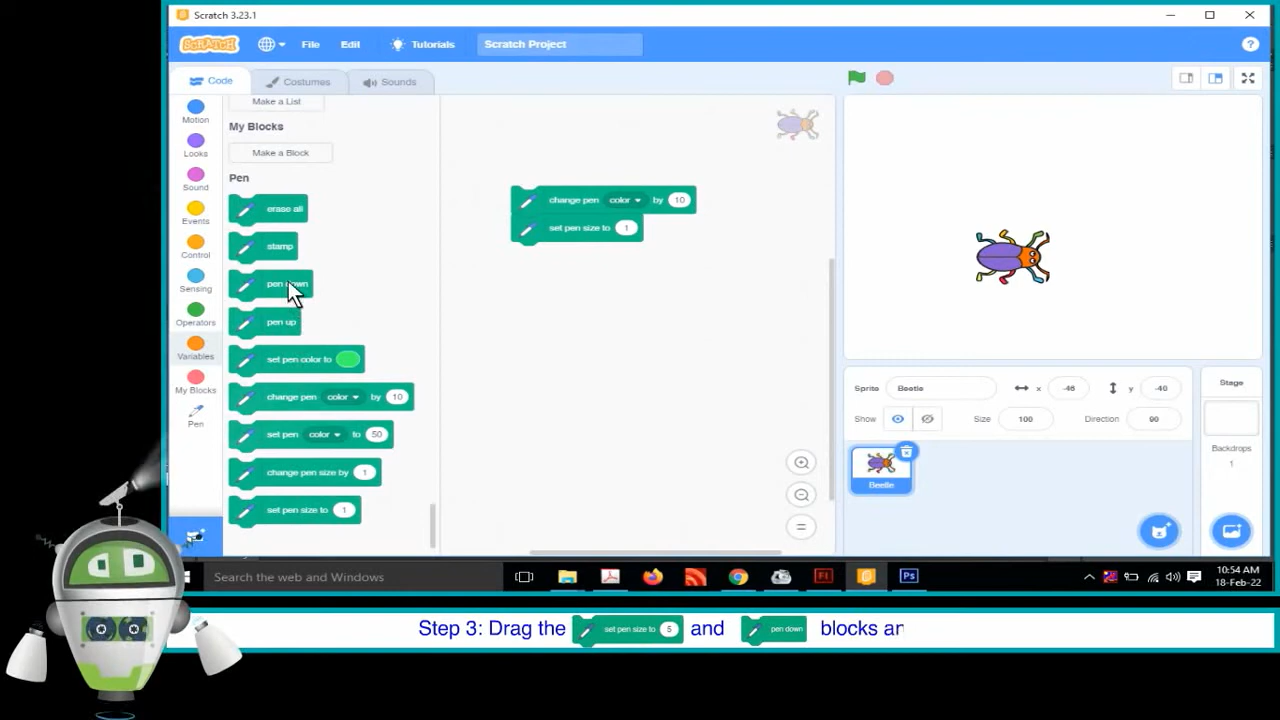 Scratch 3.23.1
SCRATCH File Edit Tutorials Scratch Project ?
Code Costumes Sounds
Motion
Looks
Sound
Events
Control
Sensing
Operators
Variables
My Blocks
Pen
Make a List
My Blocks
Make a Block
Pen
erase all
stamp
pen down
pen up
set pen color to
change pen color by 10
set pen color to 50
change pen size by 1
set pen size to 1
change pen color by 10
set pen size to 1
Sprite Beetle x -46 y -40
Show Size 100 Direction 90
Beetle
Stage
Backdrops
1
Search the web and Windows
Fl
Ps
10:54 AM
18-Feb-22
Step 3: Drag the set pen size to 5 and pen down blocks an